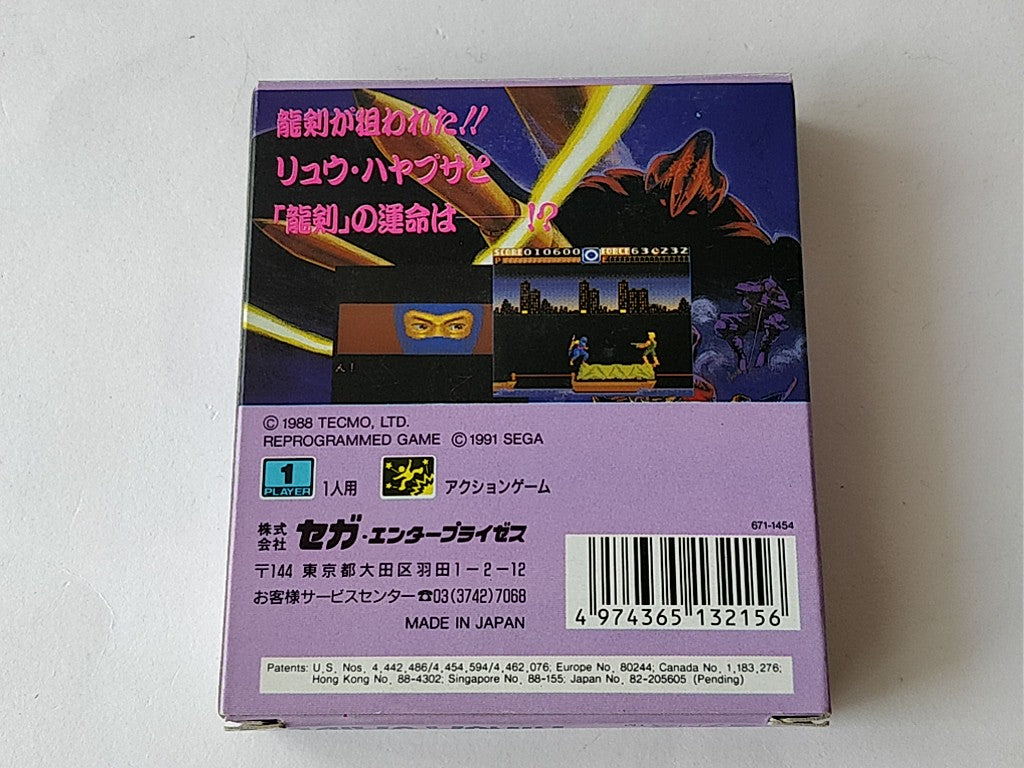 龍剣が狙われた!!
リュウ・ハヤブサと
「龍剣」の運命は――!?
SCORE010600 FORCE630232
P
人!
©1988 TECMO, LTD.
REPROGRAMMED GAME ©1991 SEGA
1 PLAYER 1人用 アクションゲーム
株式会社 セガ・エンタープライゼス
〒144 東京都大田区羽田1-2-12
お客様サービスセンター☎03(3742)7068
MADE IN JAPAN
671-1454
4 974365 132156
Patents: U.S. Nos. 4,442,486/4,454,594/4,462,076; Europe No. 80244; Canada No. 1,183,276;
Hong Kong No. 88-4302; Singapore No. 88-155; Japan No. 82-205605 (Pending)